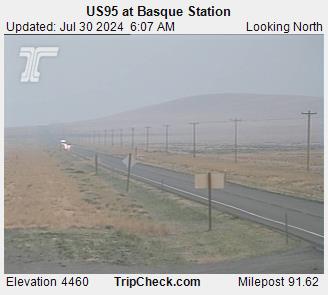 US95 at Basque Station
Updated: Jul 30 2024 6:07 AM Looking North
Elevation 4460 TripCheck.com Milepost 91.62